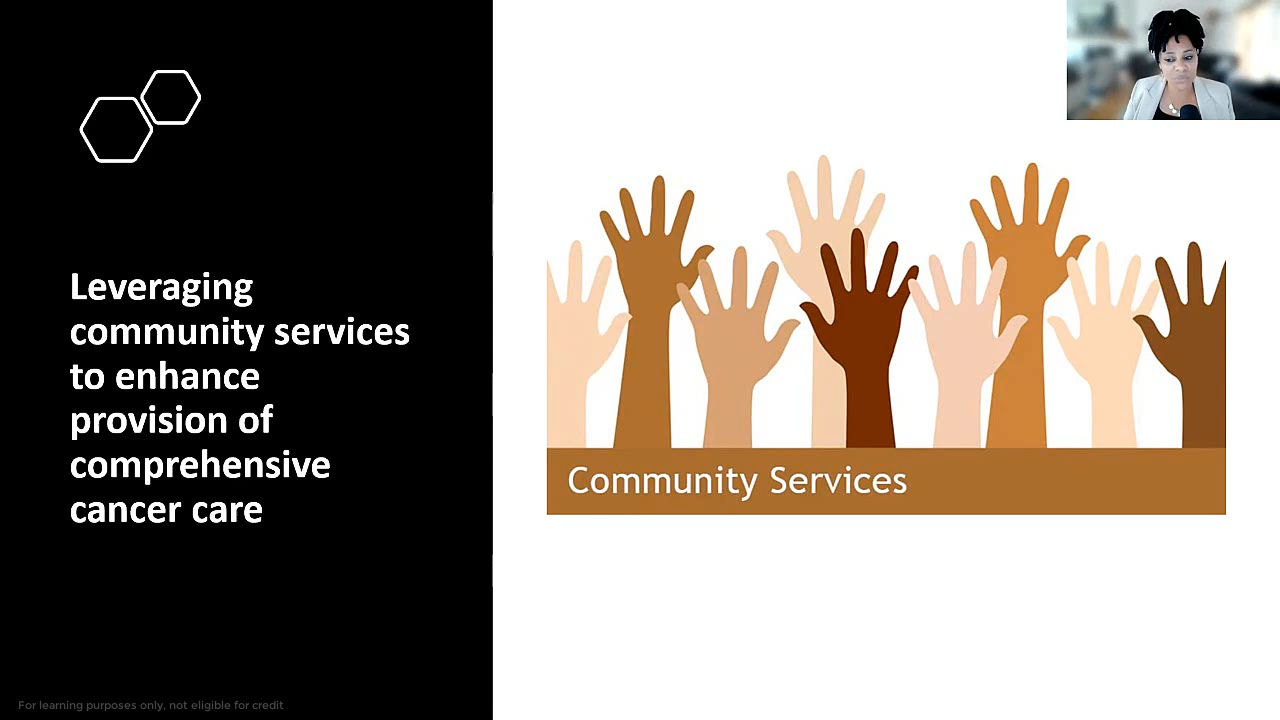 Leveraging
community services
to enhance
provision of
comprehensive
cancer care
Community Services
For learning purposes only, not eligible for credit